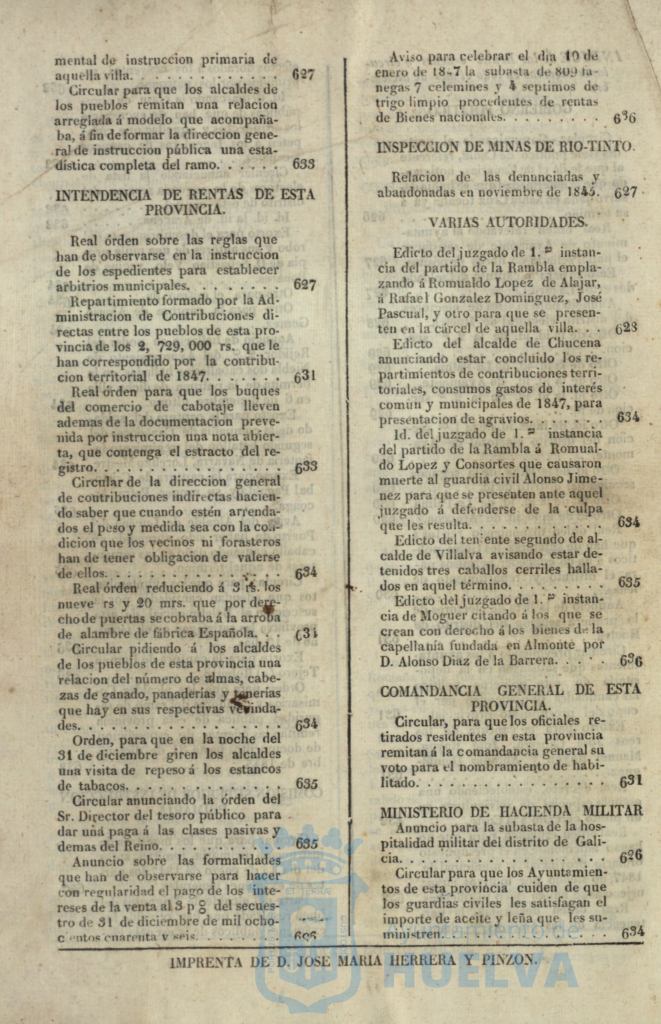 mental de instruccion primaria de
aquella villa. . . . . . . . . . . . 627
Circular para que los alcaldes de
los pueblos remitan una relacion
arreglada á modelo que acompaña-
ba, á fin de formar la direccion gene-
ral de instruccion pública una esta-
dística completa del ramo. . . . . . 633
INTENDENCIA DE RENTAS DE ESTA
PROVINCIA.
Real órden sobre las reglas que
han de observarse en la instruccion
de los espedientes para establecer
arbitrios municipales. . . . . . . . 627
Repartimiento formado por la Ad-
ministracion de Contribuciones di-
rectas entre los pueblos de esta pro-
vincia de los 2, 729, 000 rs. que le
han correspondido por la contribu-
cion territorial de 1847. . . . . . . 631
Real órden para que los buques
del comercio de cabotaje lleven
ademas de la documentacion preve-
nida por instruccion una nota abier-
ta, que contenga el estracto del re-
gistro. . . . . . . . . . . . . . . . 633
Circular de la direccion general
de contribuciones indirectas hacien-
do saber que cuando estén arrenda-
dos el peso y medida sea con la con-
dicion que los vecinos ni forasteros
han de tener obligacion de valerse
de ellos. . . . . . . . . . . . . . . 634
Real órden reduciendo á 3 rs. los
nueve rs y 20 mrs. que por dere-
cho de puertas se cobraba á la arroba
de alambre de fábrica Española. . . 634
Circular pidiendo á los alcaldes
de los pueblos de esta provincia una
relacion del número de almas, cabe-
zas de ganado, panaderías y tenerías
que hay en sus respectivas vecinda-
des. . . . . . . . . . . . . . . . . 634
Orden, para que en la noche del
31 de diciembre giren los alcaldes
una visita de repeso á los estancos
de tabacos. . . . . . . . . . . . . . 635
Circular anunciando la órden del
Sr. Director del tesoro público para
dar una paga á las clases pasivas y
demas del Reino. . . . . . . . . . . 635
Anuncio sobre las formalidades
que han de observarse para hacer
con regularidad el pago de los inte-
reses de la venta al 3 p % del secues-
tro de 31 de diciembre de mil ocho-
cientos cuarenta y seis. . . . . . . .
Aviso para celebrar el dia 10 de
enero de 1847 la subasta de 809 fa-
negas 7 celemines y 4 septimos de
trigo limpio procedentes de rentas
de Bienes nacionales. . . . . . . . . 636
INSPECCION DE MINAS DE RIO-TINTO.
Relacion de las denunciadas y
abandonadas en noviembre de 1845. 627
VARIAS AUTORIDADES.
Edicto del juzgado de 1.ª instan-
cia del partido de la Rambla empla-
zando á Romualdo Lopez de Alajar,
á Rafael Gonzalez Dominguez, José
Pascual, y otro para que se presen-
ten en la cárcel de aquella villa. . . 623
Edicto del alcalde de Chucena
anunciando estar concluido los re-
partimientos de contribuciones terri-
toriales, consumos gastos de interés
comun y municipales de 1847, para
presentacion de agravios. . . . . . . 634
Id. del juzgado de 1.ª instancia
del partido de la Rambla á Romual-
do Lopez y Consortes que causaron
muerte al guardia civil Alonso Jime-
nez para que se presenten ante aquel
juzgado á defenderse de la culpa
que les resulta. . . . . . . . . . . . 634
Edicto del teniente segundo de al-
calde de Villalva avisando estar de-
tenidos tres caballos cerriles halla-
dos en aquel término. . . . . . . . . 635
Edicto del juzgado de 1.ª instan-
cia de Moguer citando á los que se
crean con derecho á los bienes de la
capellanía fundada en Almonte por
D. Alonso Diaz de la Barrera. . . . . 636
COMANDANCIA GENERAL DE ESTA
PROVINCIA.
Circular, para que los oficiales re-
tirados residentes en esta provincia
remitan á la comandancia general su
voto para el nombramiento de habi-
litado. . . . . . . . . . . . . . . . 631
MINISTERIO DE HACIENDA MILITAR
Anuncio para la subasta de la hos-
pitalidad militar del distrito de Gali-
cia. . . . . . . . . . . . . . . . . . 626
Circular para que los Ayuntamien-
tos de esta provincia cuiden de que
los guardias civiles les satisfagan el
importe de aceite y leña que les su-
ministren. . . . . . . . . . . . . . . 634
IMPRENTA DE D. JOSE MARIA HERRERA Y PINZON.
Ayuntamiento de
HUELVA